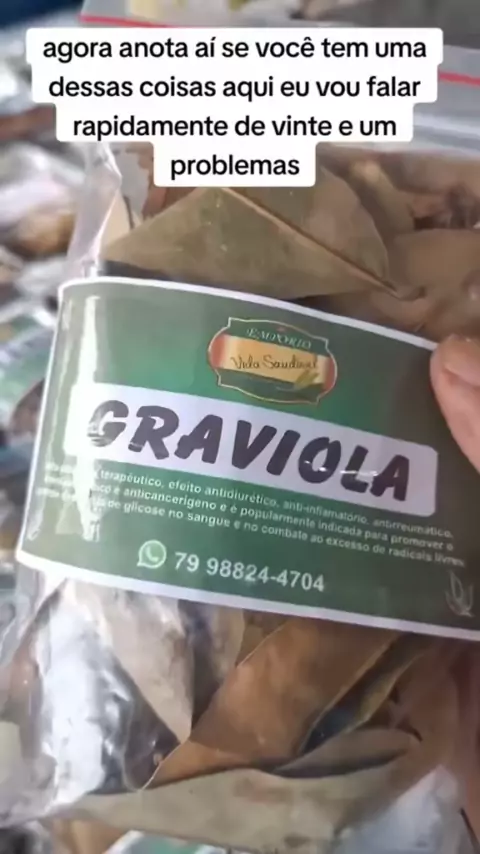 agora anota aí se você tem uma
dessas coisas aqui eu vou falar
rapidamente de vinte e um
problemas
EMPÓRIO
Vida Saudável
GRAVIOLA
terapêutico, efeito antidiurético, anti-inflamatório, antirreumático,
e anticancerígeno e é popularmente indicada para promover o
de glicose no sangue e no combate ao excesso de radicais livres
79 98824-4704